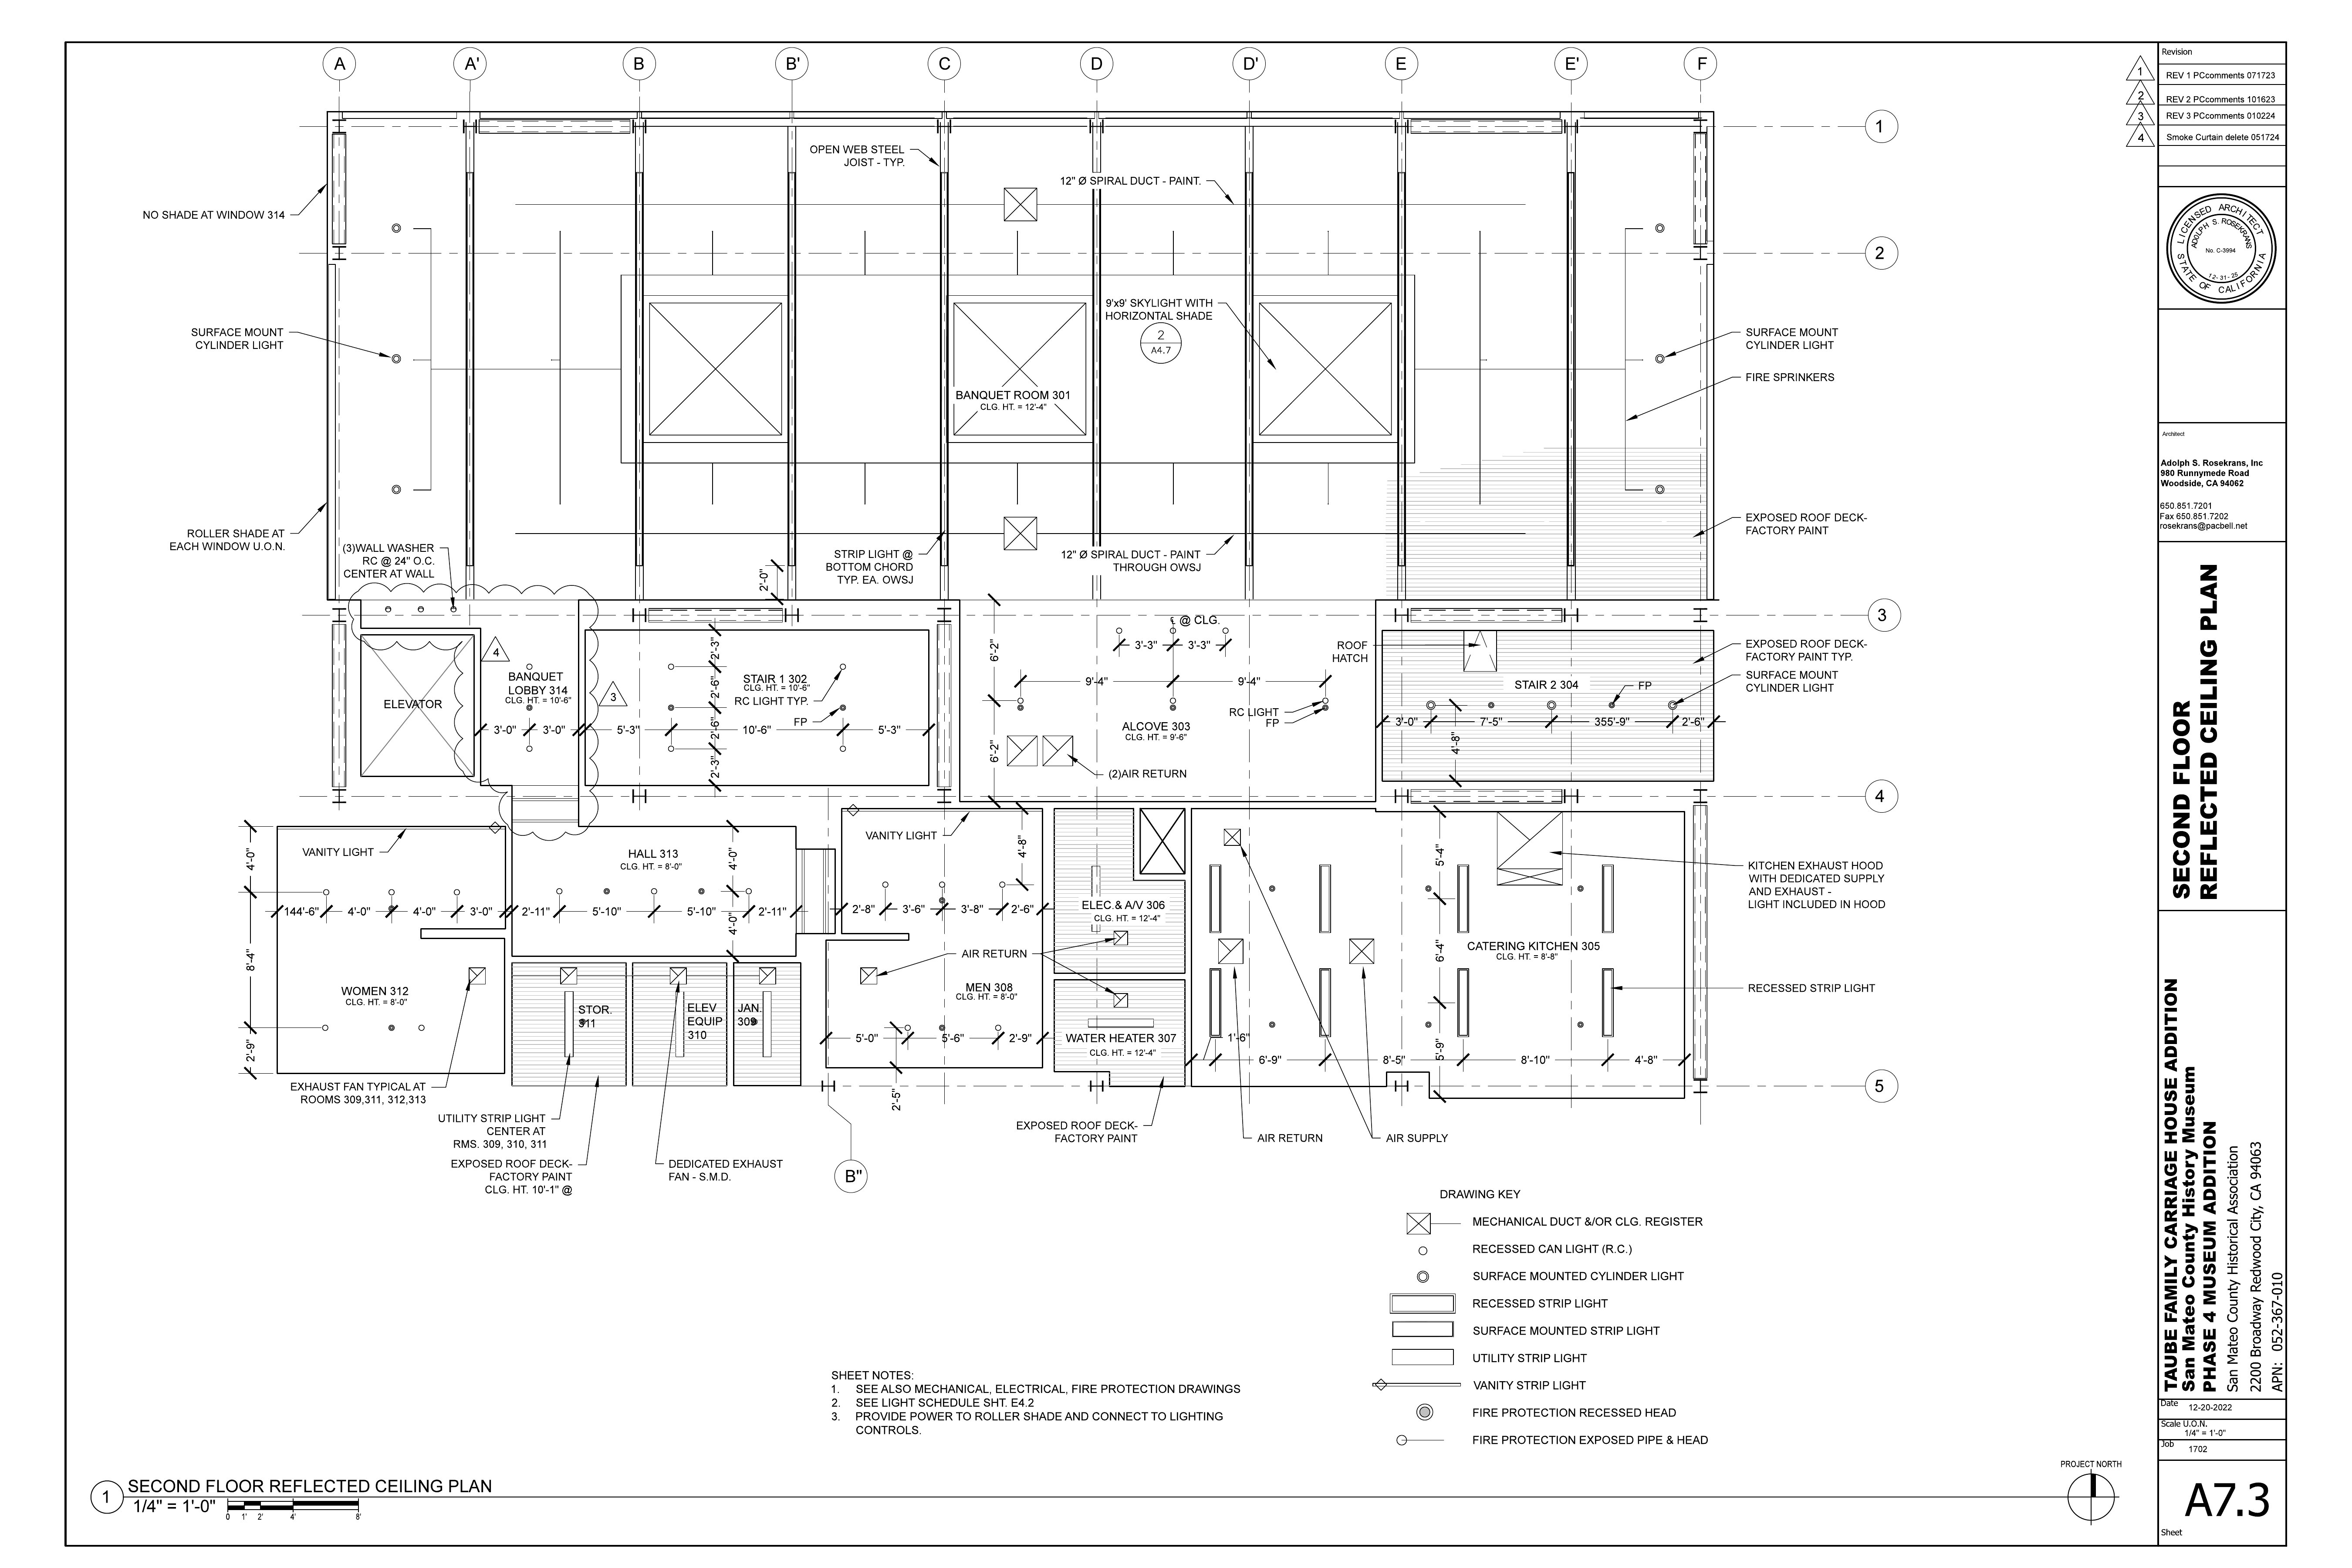 A
A'
B
B'
C
D
D'
E
E'
F
1
2
3
4
5
B"
OPEN WEB STEEL
JOIST - TYP.
12" Ø SPIRAL DUCT - PAINT.
NO SHADE AT WINDOW 314
SURFACE MOUNT
CYLINDER LIGHT
9'x9' SKYLIGHT WITH
HORIZONTAL SHADE
2
A4.7
SURFACE MOUNT
CYLINDER LIGHT
FIRE SPRINKERS
BANQUET ROOM 301
CLG. HT. = 12'-4"
ROLLER SHADE AT
EACH WINDOW U.O.N.
(3)WALL WASHER
RC @ 24" O.C.
CENTER AT WALL
2'-0"
STRIP LIGHT @
BOTTOM CHORD
TYP. EA. OWSJ
12" Ø SPIRAL DUCT - PAINT
THROUGH OWSJ
EXPOSED ROOF DECK-
FACTORY PAINT
ELEVATOR
4
BANQUET
LOBBY 314
CLG. HT. = 10'-6"
3'-0"
3'-0"
3
2'-3"
2'-6"
2'-6"
2'-3"
STAIR 1 302
CLG. HT. = 10'-6"
RC LIGHT TYP.
FP
5'-3"
10'-6"
5'-3"
6'-2"
6'-2"
℄ @ CLG.
3'-3"
3'-3"
9'-4"
9'-4"
RC LIGHT
FP
ALCOVE 303
CLG. HT. = 9'-6"
(2)AIR RETURN
ROOF
HATCH
STAIR 2 304
FP
3'-0"
7'-5"
355'-9"
2'-6"
4'-8"
EXPOSED ROOF DECK-
FACTORY PAINT TYP.
SURFACE MOUNT
CYLINDER LIGHT
VANITY LIGHT
4'-0"
8'-4"
2'-9"
144'-6"
4'-0"
4'-0"
3'-0"
WOMEN 312
CLG. HT. = 8'-0"
HALL 313
CLG. HT. = 8'-0"
4'-0"
4'-0"
2'-11"
5'-10"
5'-10"
2'-11"
STOR.
311
ELEV
EQUIP
310
JAN.
309
VANITY LIGHT
4'-8"
2'-8"
3'-6"
3'-8"
2'-6"
AIR RETURN
MEN 308
CLG. HT. = 8'-0"
5'-0"
5'-6"
2'-9"
2'-5"
ELEC.& A/V 306
CLG. HT. = 12'-4"
WATER HEATER 307
CLG. HT. = 12'-4"
5'-4"
6'-4"
5'-9"
CATERING KITCHEN 305
CLG. HT. = 8'-8"
1'-6"
6'-9"
8'-5"
8'-10"
4'-8"
KITCHEN EXHAUST HOOD
WITH DEDICATED SUPPLY
AND EXHAUST -
LIGHT INCLUDED IN HOOD
RECESSED STRIP LIGHT
EXHAUST FAN TYPICAL AT
ROOMS 309,311, 312,313
UTILITY STRIP LIGHT
CENTER AT
RMS. 309, 310, 311
EXPOSED ROOF DECK-
FACTORY PAINT
CLG. HT. 10'-1" @
DEDICATED EXHAUST
FAN - S.M.D.
EXPOSED ROOF DECK-
FACTORY PAINT
AIR RETURN
AIR SUPPLY
DRAWING KEY
MECHANICAL DUCT &/OR CLG. REGISTER
RECESSED CAN LIGHT (R.C.)
SURFACE MOUNTED CYLINDER LIGHT
RECESSED STRIP LIGHT
SURFACE MOUNTED STRIP LIGHT
UTILITY STRIP LIGHT
VANITY STRIP LIGHT
FIRE PROTECTION RECESSED HEAD
FIRE PROTECTION EXPOSED PIPE & HEAD
SHEET NOTES:
1. SEE ALSO MECHANICAL, ELECTRICAL, FIRE PROTECTION DRAWINGS
2. SEE LIGHT SCHEDULE SHT. E4.2
3. PROVIDE POWER TO ROLLER SHADE AND CONNECT TO LIGHTING
CONTROLS.
1
SECOND FLOOR REFLECTED CEILING PLAN
1/4" = 1'-0"
0 1' 2' 4' 8'
PROJECT NORTH
Revision
1 REV 1 PCcomments 071723
2 REV 2 PCcomments 101623
3 REV 3 PCcomments 010224
4 Smoke Curtain delete 051724
LICENSED ARCHITECT
ADOLPH S. ROSEKRANS
No. C-3994
12-31-25
STATE OF CALIFORNIA
Architect
Adolph S. Rosekrans, Inc
980 Runnymede Road
Woodside, CA 94062
650.851.7201
Fax 650.851.7202
rosekrans@pacbell.net
SECOND FLOOR
REFLECTED CEILING PLAN
TAUBE FAMILY CARRIAGE HOUSE ADDITION
San Mateo County History Museum
PHASE 4 MUSEUM ADDITION
San Mateo County Historical Association
2200 Broadway Redwood City, CA 94063
APN: 052-367-010
Date
12-20-2022
Scale U.O.N.
1/4" = 1'-0"
Job
1702
A7.3
Sheet